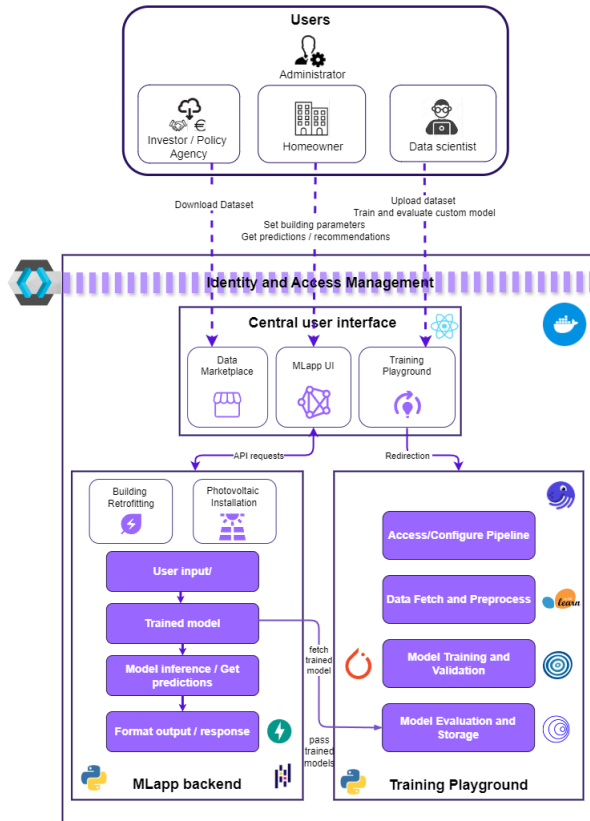 Users
Administrator
Investor / Policy
Agency
Homeowner
Data scientist
Download Dataset
Set building parameters
Get predictions / recommendations
Upload dataset
Train and evaluate custom model
Identity and Access Management
Central user interface
Data
Marketplace
MLapp UI
Training
Playground
API requests
Redirection
Building
Retrofitting
Photovoltaic
Installation
User input/
Trained model
Model inference / Get
predictions
Format output / response
MLapp backend
fetch
trained
model
pass
trained
models
Access/Configure Pipeline
Data Fetch and Preprocess
learn
Model Training and
Validation
Model Evaluation and
Storage
Training Playground